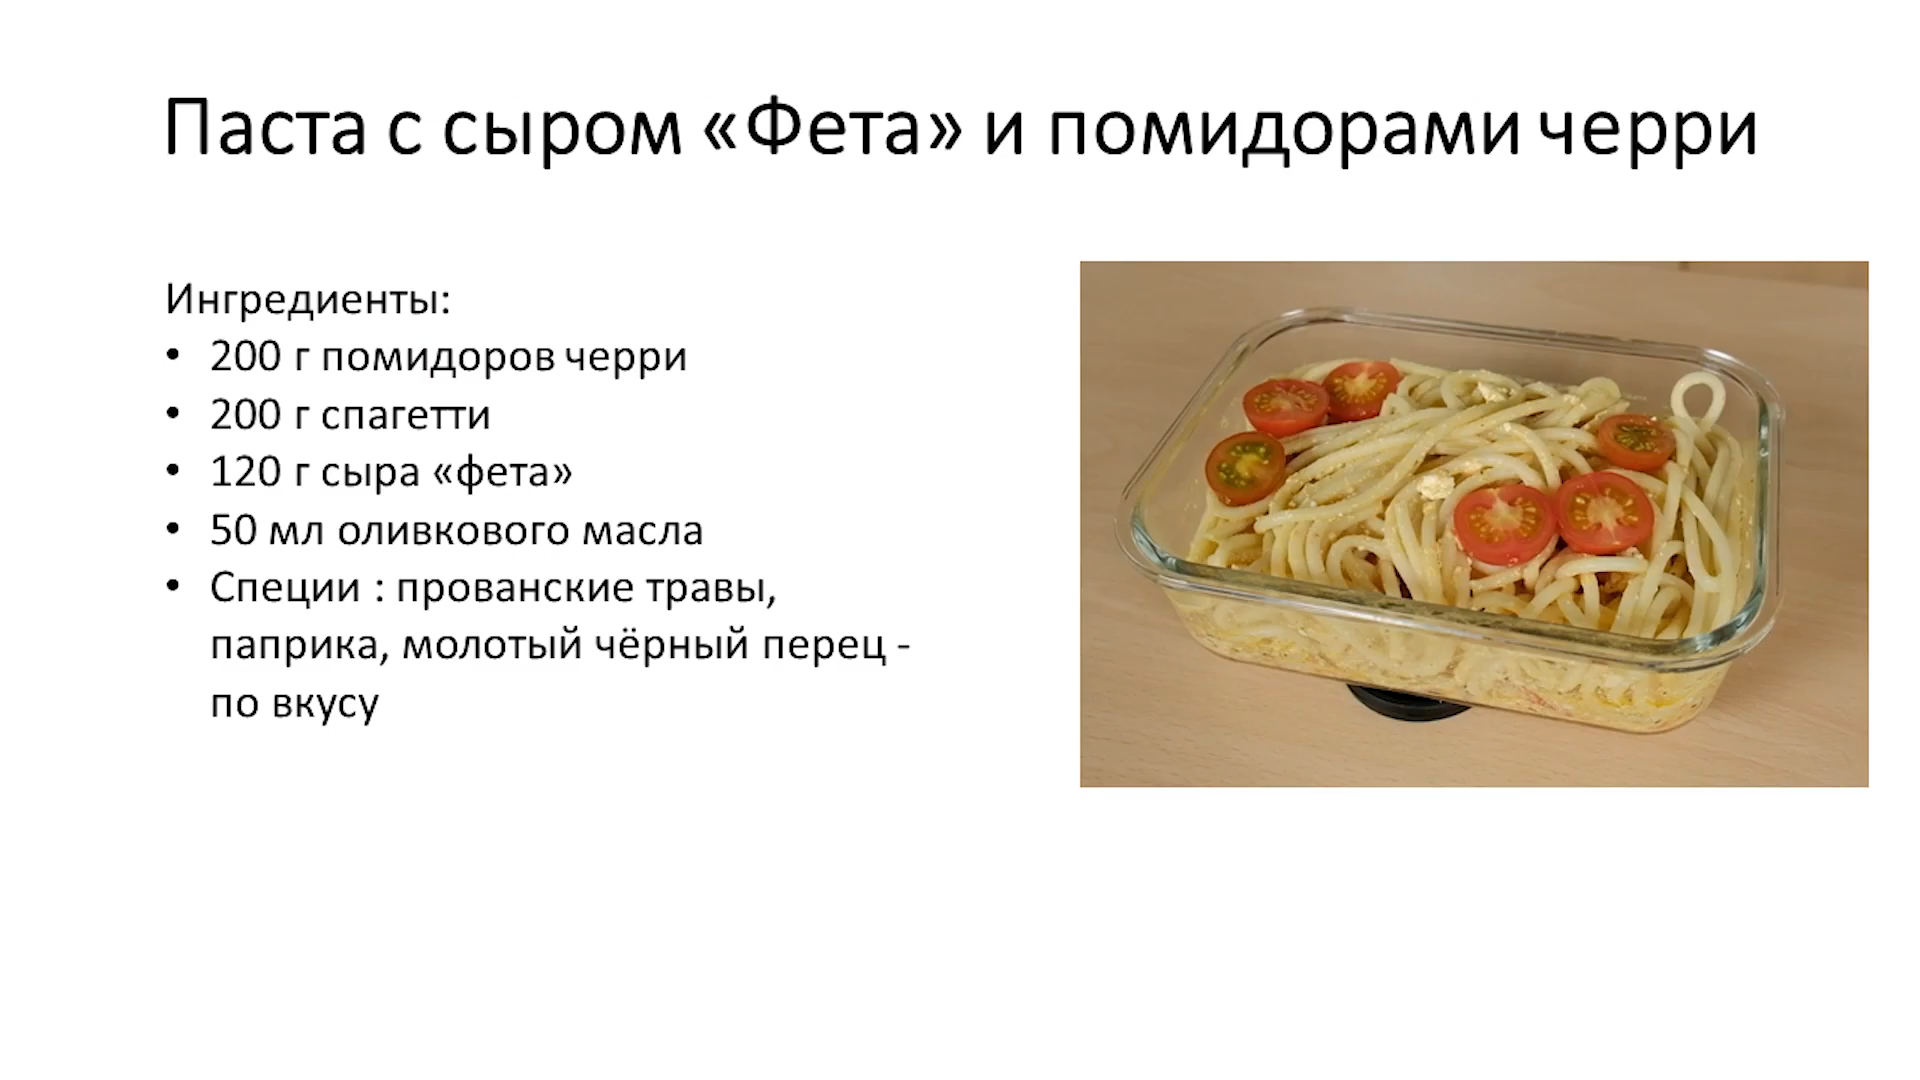 Паста с сыром «Фета» и помидорами черри
Ингредиенты:
• 200 г помидоров черри
• 200 г спагетти
• 120 г сыра «фета»
• 50 мл оливкового масла
• Специи : прованские травы,
паприка, молотый чёрный перец -
по вкусу